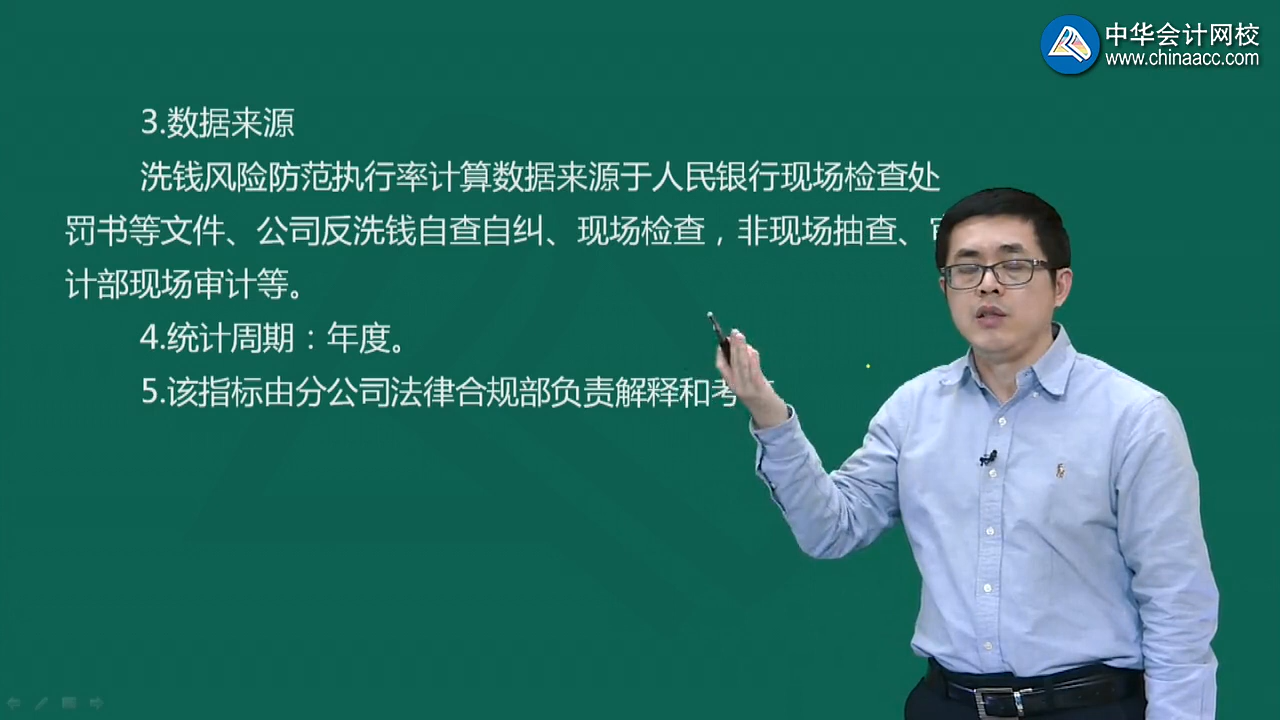 中华会计网校
www.chinaacc.com
3.数据来源
洗钱风险防范执行率计算数据来源于人民银行现场检查处
罚书等文件、公司反洗钱自查自纠、现场检查，非现场抽查、审
计部现场审计等。
4.统计周期：年度。
5.该指标由分公司法律合规部负责解释和考